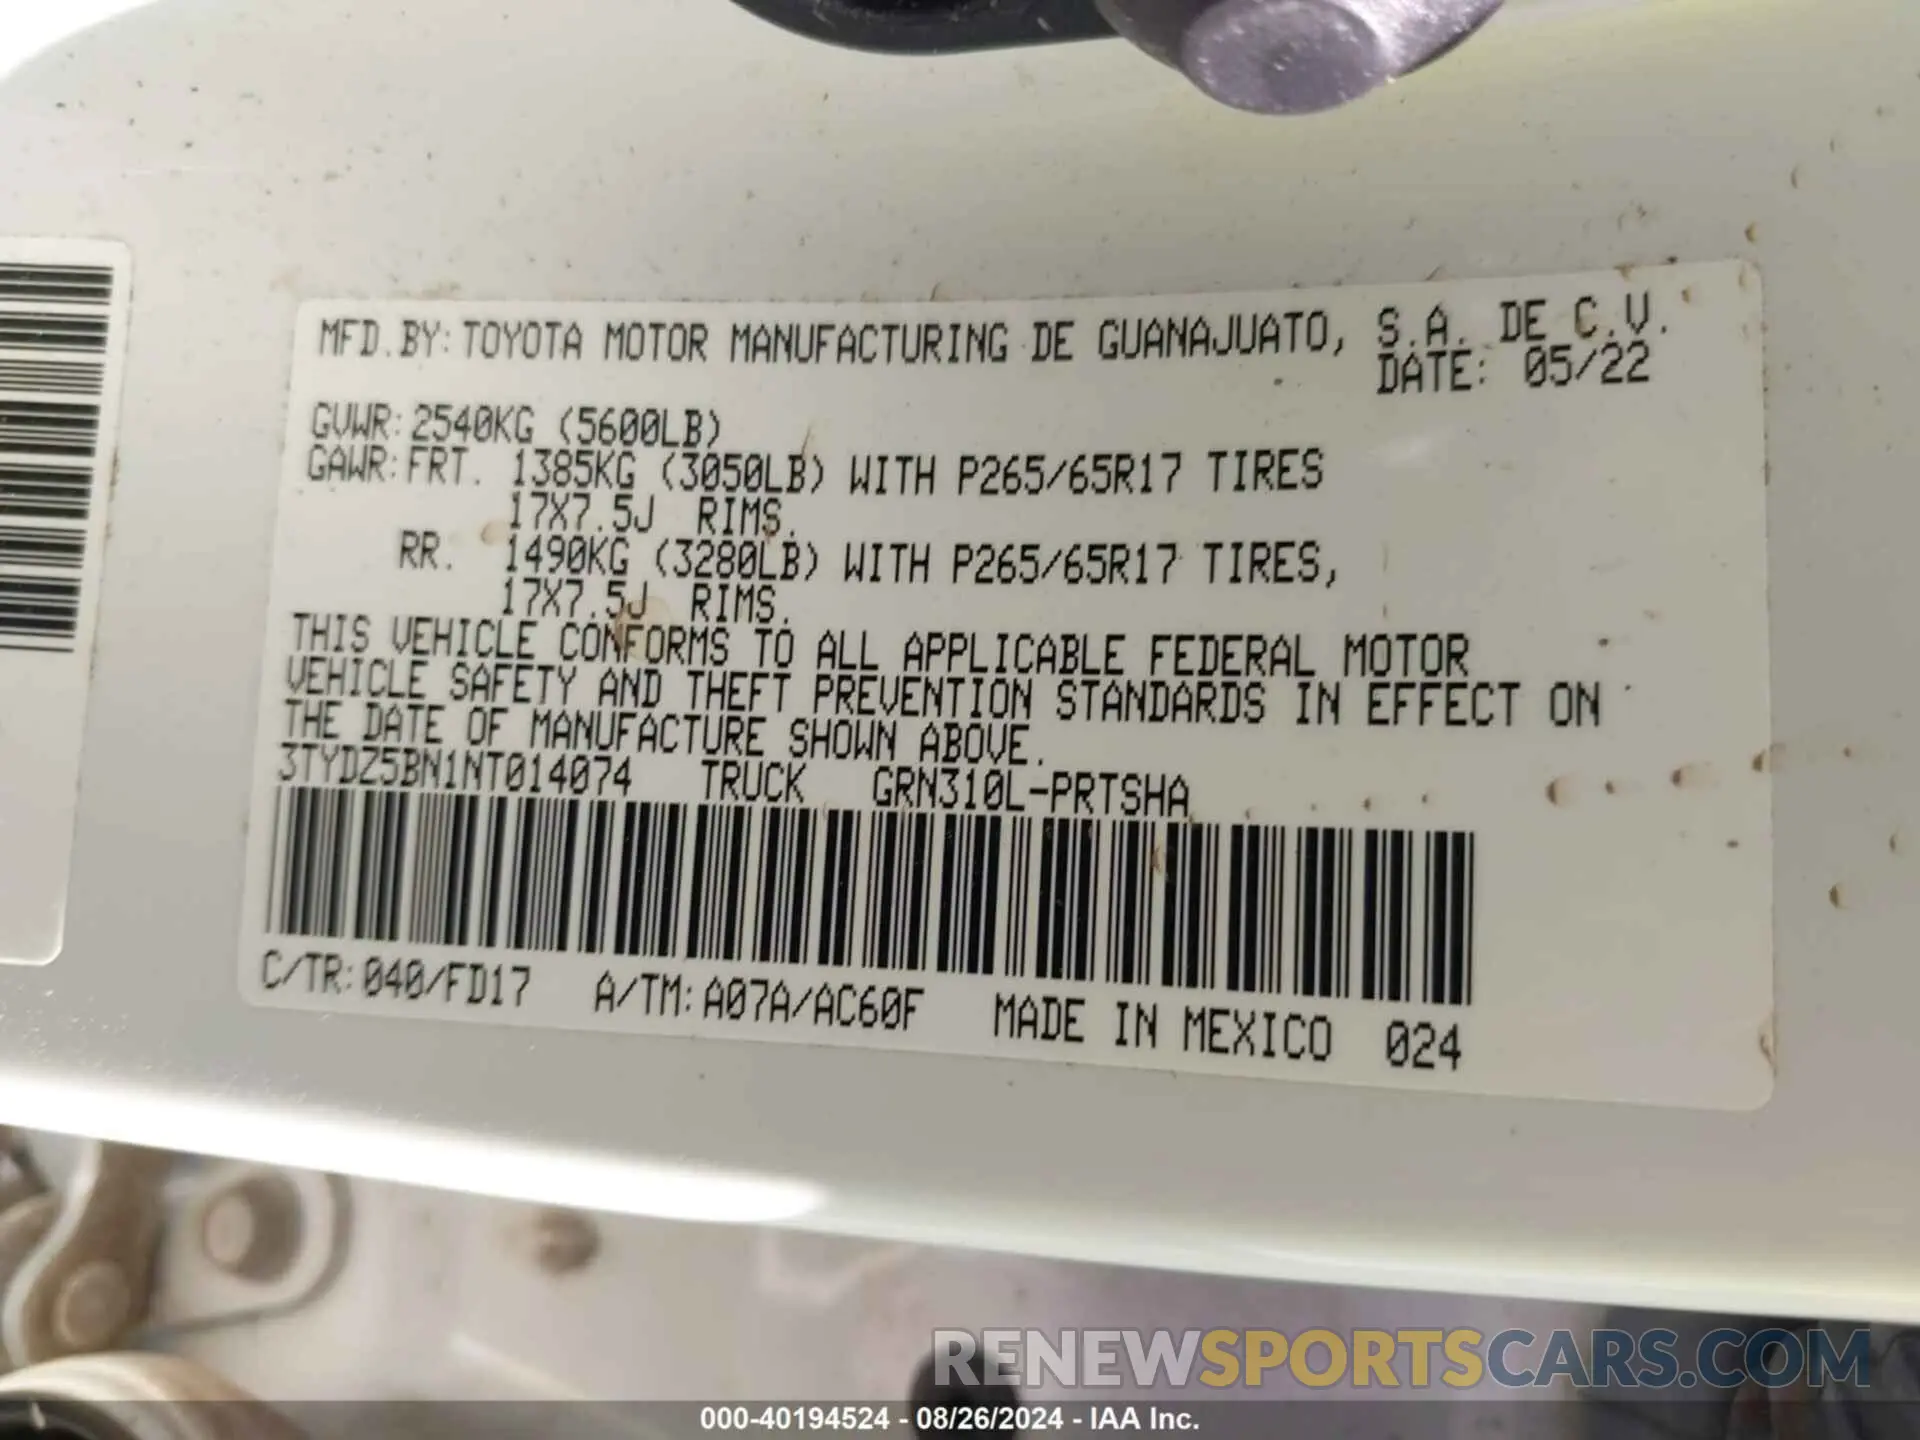 MFD.BY:TOYOTA MOTOR MANUFACTURING DE GUANAJUATO, S.A. DE C.V.
DATE: 05/22
GVWR:2540KG (5600LB)
GAWR:FRT. 1385KG (3050LB) WITH P265/65R17 TIRES
17X7.5J RIMS.
RR. 1490KG (3280LB) WITH P265/65R17 TIRES,
17X7.5J RIMS.
THIS VEHICLE CONFORMS TO ALL APPLICABLE FEDERAL MOTOR
VEHICLE SAFETY AND THEFT PREVENTION STANDARDS IN EFFECT ON
THE DATE OF MANUFACTURE SHOWN ABOVE.
3TYDZ5BN1NT014074 TRUCK GRN310L-PRTSHA
C/TR:040/FD17 A/TM:A07A/AC60F MADE IN MEXICO 024
RENEWSPORTSCARS.COM
000-40194524 - 08/26/2024 - IAA Inc.